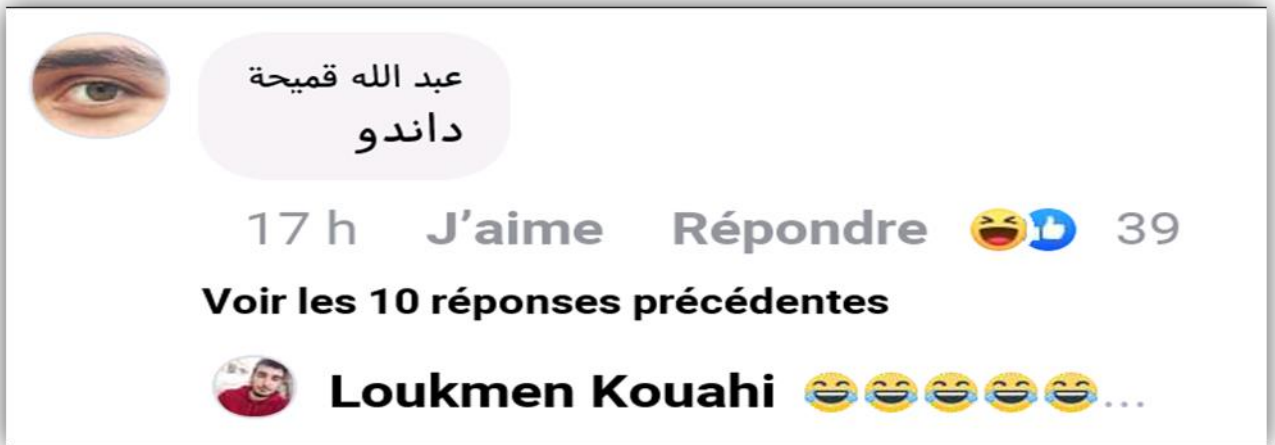 عبد الله قميحة
داندو
17 h J’aime Répondre 39
Voir les 10 réponses précédentes
Loukmen Kouahi 😂😂😂😂😂...